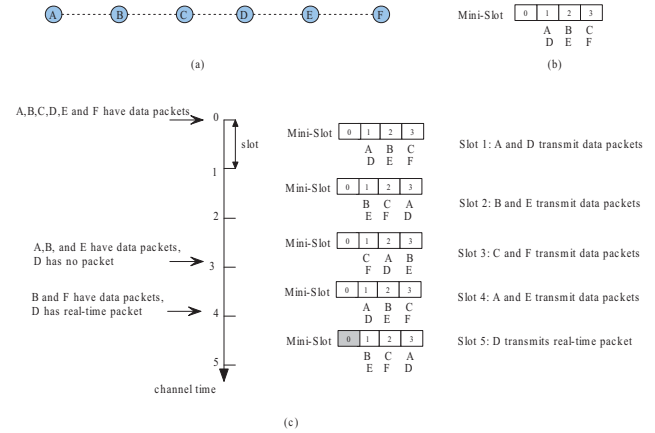 A B C D E F
(a)
Mini-Slot 0 1 2 3
A B C
D E F
(b)
A,B,C,D,E and F have data packets
0
slot
1
2
A,B, and E have data packets,
D has no packet
3
B and F have data packets,
D has real-time packet
4
5
channel time
Mini-Slot 0 1 2 3
A B C
D E F
Slot 1: A and D transmit data packets
Mini-Slot 0 1 2 3
B C A
E F D
Slot 2: B and E transmit data packets
Mini-Slot 0 1 2 3
C A B
F D E
Slot 3: C and F transmit data packets
Mini-Slot 0 1 2 3
A B C
D E F
Slot 4: A and E transmit data packets
Mini-Slot 0 1 2 3
B C A
E F D
Slot 5: D transmits real-time packet
(c)